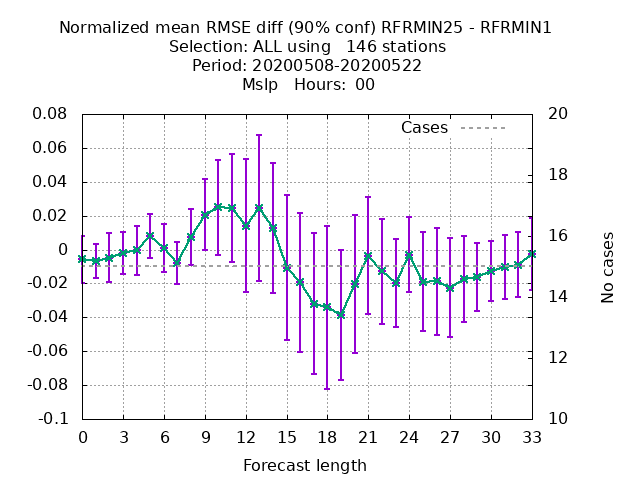 Normalized mean RMSE diff (90% conf) RFRMIN25 - RFRMIN1
Selection: ALL using   146 stations
Period: 20200508-20200522
Mslp   Hours:  00
Cases
0.08
0.06
0.04
0.02
0
-0.02
-0.04
-0.06
-0.08
-0.1
20
18
16
14
12
10
No cases
0 3 6 9 12 15 18 21 24 27 30 33
Forecast length